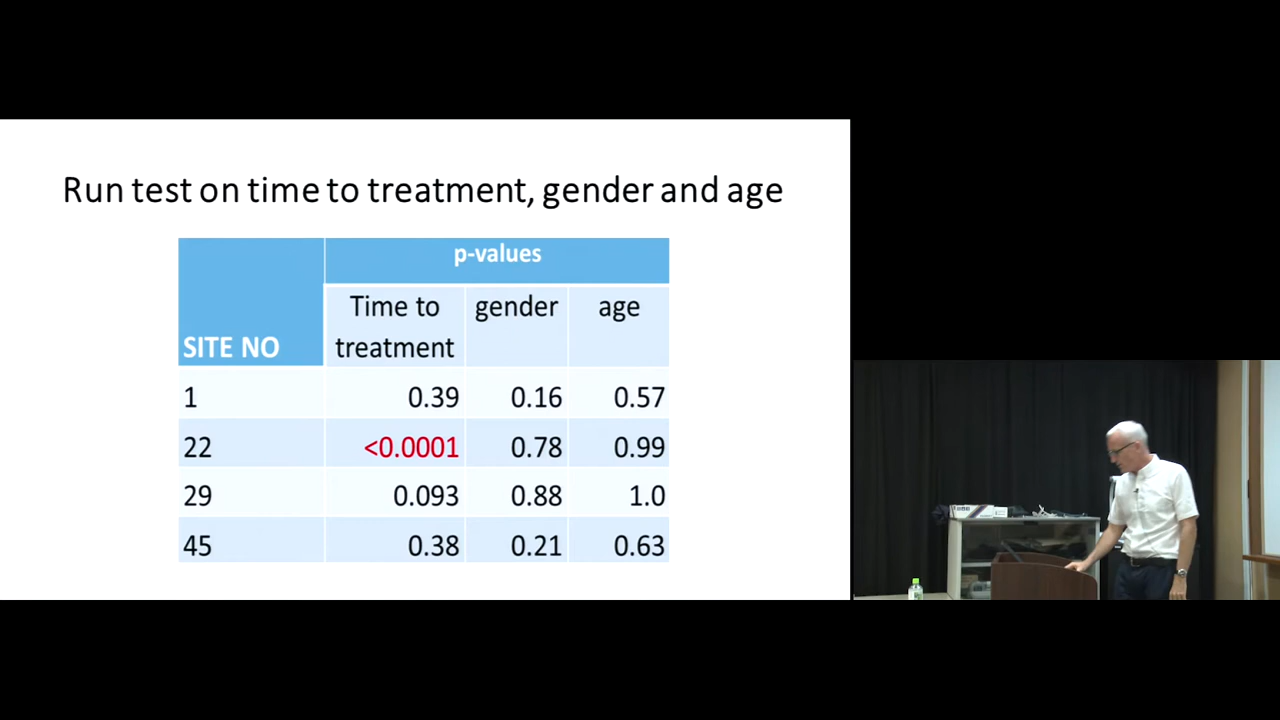 Run test on time to treatment, gender and age
p-values
SITE NO
Time to treatment
gender
age
1 0.39 0.16 0.57
22 <0.0001 0.78 0.99
29 0.093 0.88 1.0
45 0.38 0.21 0.63